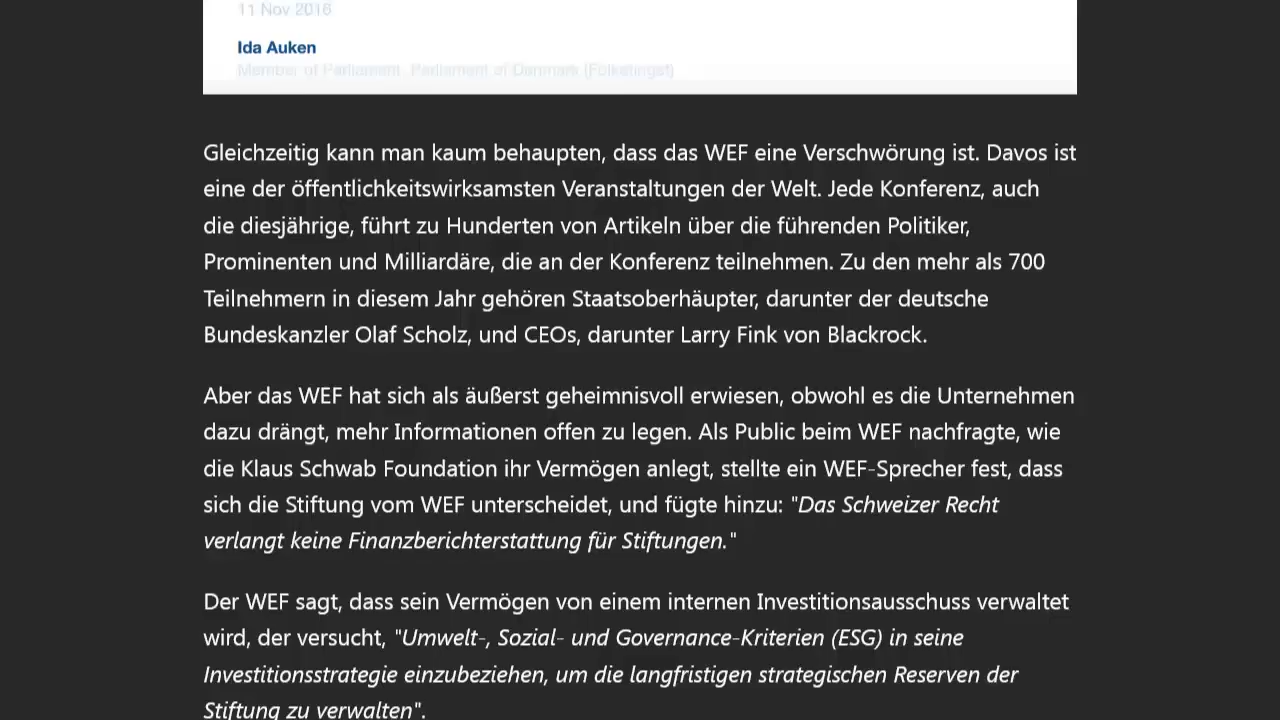 11 Nov 2016
Ida Auken
Member of Parliament, Parliament of Denmark (Folketinget)
Gleichzeitig kann man kaum behaupten, dass das WEF eine Verschwörung ist. Davos ist
eine der öffentlichkeitswirksamsten Veranstaltungen der Welt. Jede Konferenz, auch
die diesjährige, führt zu Hunderten von Artikeln über die führenden Politiker,
Prominenten und Milliardäre, die an der Konferenz teilnehmen. Zu den mehr als 700
Teilnehmern in diesem Jahr gehören Staatsoberhäupter, darunter der deutsche
Bundeskanzler Olaf Scholz, und CEOs, darunter Larry Fink von Blackrock.
Aber das WEF hat sich als äußerst geheimnisvoll erwiesen, obwohl es die Unternehmen
dazu drängt, mehr Informationen offen zu legen. Als Public beim WEF nachfragte, wie
die Klaus Schwab Foundation ihr Vermögen anlegt, stellte ein WEF-Sprecher fest, dass
sich die Stiftung vom WEF unterscheidet, und fügte hinzu: "Das Schweizer Recht
verlangt keine Finanzberichterstattung für Stiftungen."
Der WEF sagt, dass sein Vermögen von einem internen Investitionsausschuss verwaltet
wird, der versucht, "Umwelt-, Sozial- und Governance-Kriterien (ESG) in seine
Investitionsstrategie einzubeziehen, um die langfristigen strategischen Reserven der
Stiftung zu verwalten".